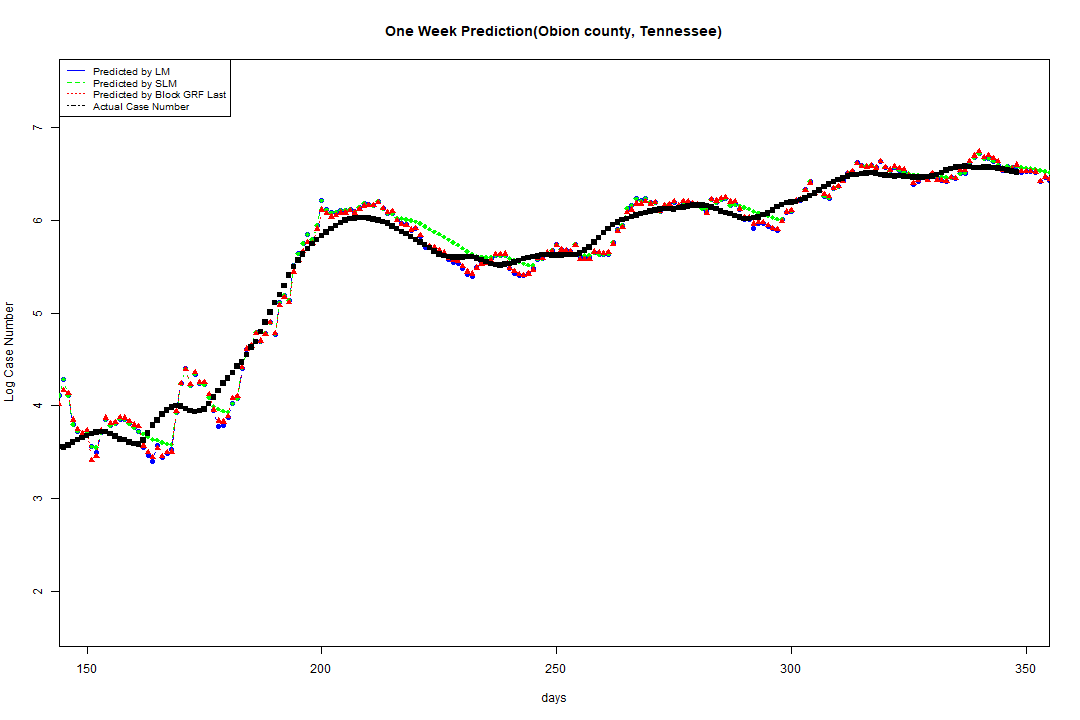 One Week Prediction(Obion county, Tennessee)
Predicted by LM
Predicted by SLM
Predicted by Block GRF Last
Actual Case Number
7
6
5
4
3
2
Log Case Number
150 200 250 300 350
days